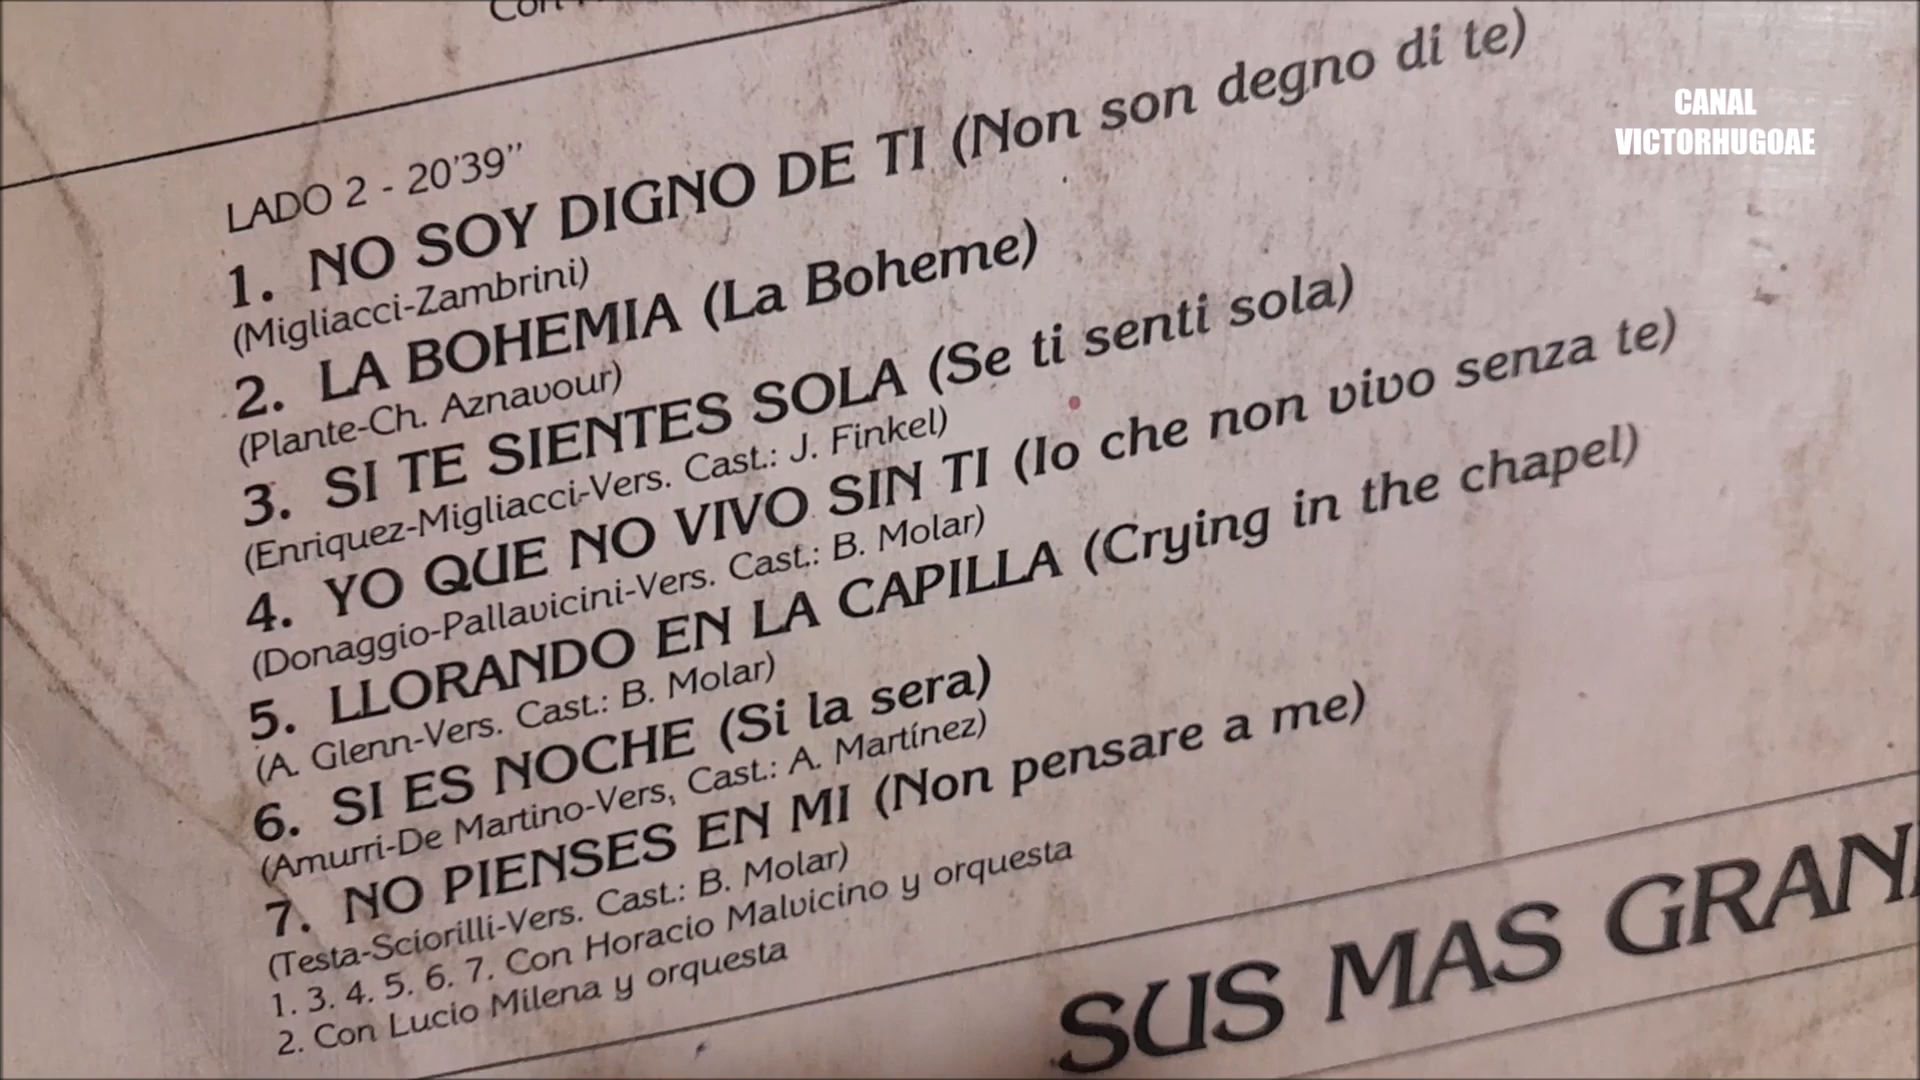 CANAL
VICTORHUGOAE
LADO 2 - 20'39"
1. NO SOY DIGNO DE TI (Non son degno di te)
(Migliacci-Zambrini)
2. LA BOHEMIA (La Boheme)
(Plante-Ch. Aznavour)
3. SI TE SIENTES SOLA (Se ti senti sola)
(Enriquez-Migliacci-Vers. Cast.: J. Finkel)
4. YO QUE NO VIVO SIN TI (Io che non vivo senza te)
(Donaggio-Pallavicini-Vers. Cast.: B. Molar)
5. LLORANDO EN LA CAPILLA (Crying in the chapel)
(A. Glenn-Vers. Cast.: B. Molar)
6. SI ES NOCHE (Si la sera)
(Amurri-De Martino-Vers, Cast.: A. Martínez)
7. NO PIENSES EN MI (Non pensare a me)
(Testa-Sciorilli-Vers. Cast.: B. Molar)
1. 3. 4. 5. 6. 7. Con Horacio Malvicino y orquesta
2. Con Lucio Milena y orquesta
SUS MAS GRAN